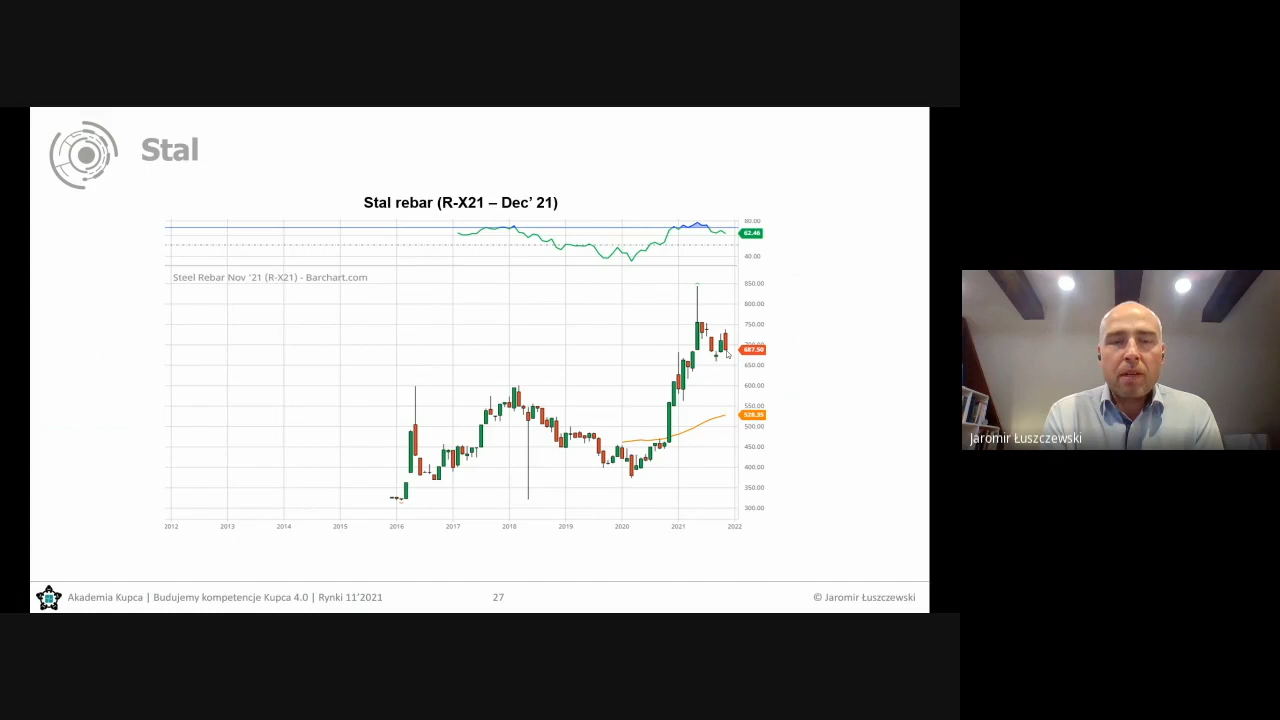 Stal
Stal rebar (R-X21 – Dec’ 21)
80.00
62.46
40.00
Steel Rebar Nov '21 (R-X21) - Barchart.com
850.00
800.00
750.00
700.00
687.50
650.00
600.00
550.00
528.35
500.00
450.00
400.00
350.00
300.00
2012 2013 2014 2015 2016 2017 2018 2019 2020 2021 2022
Jaromir Łuszczewski
Akademia Kupca | Budujemy kompetencje Kupca 4.0 | Rynki 11’2021 27 © Jaromir Łuszczewski